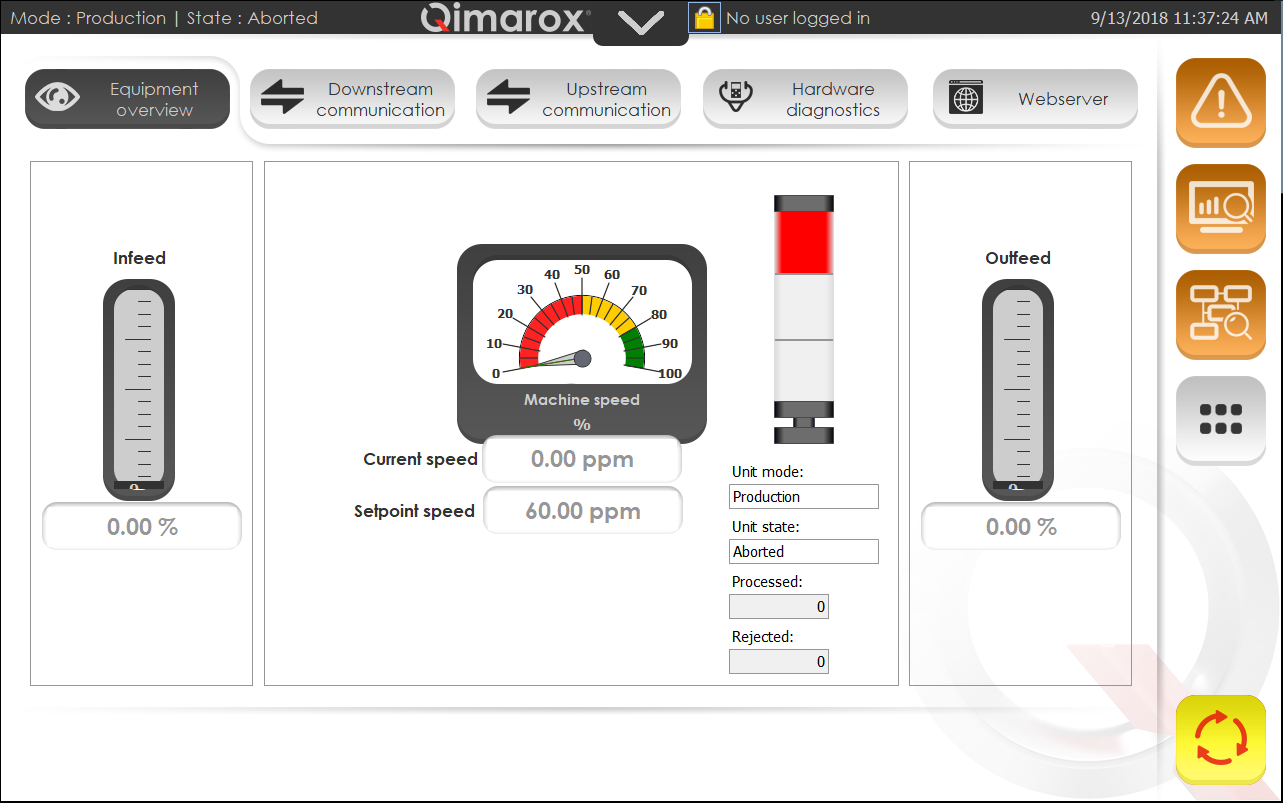 Mode : Production | State : Aborted
Qimarox
No user logged in
9/13/2018 11:37:24 AM
Equipment
overview
Downstream
communication
Upstream
communication
Hardware
diagnostics
Webserver
Infeed
0.00 %
0
10
20
30
40
50
60
70
80
90
100
Machine speed
%
Current speed
0.00 ppm
Setpoint speed
60.00 ppm
Unit mode:
Production
Unit state:
Aborted
Processed:
0
Rejected:
0
Outfeed
0.00 %